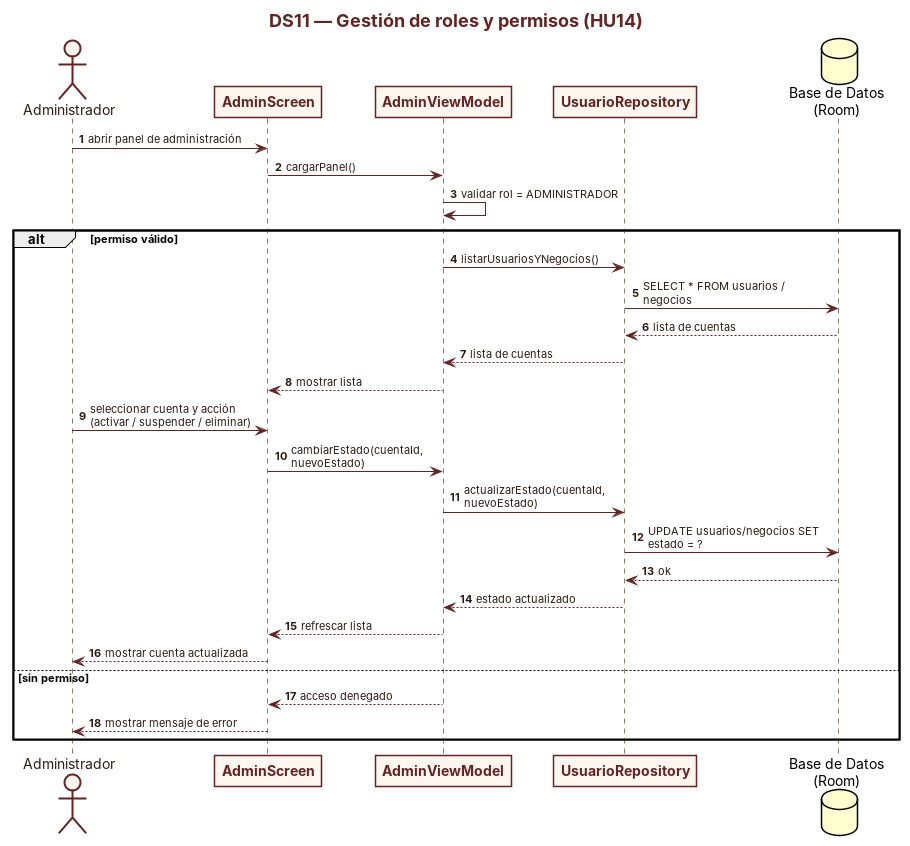 DS11 — Gestión de roles y permisos (HU14)
Administrador
AdminScreen
AdminViewModel
UsuarioRepository
Base de Datos
(Room)
1 abrir panel de administración
2 cargarPanel()
3 validar rol = ADMINISTRADOR
alt
[permiso válido]
4 listarUsuariosYNegocios()
5 SELECT * FROM usuarios /
negocios
6 lista de cuentas
7 lista de cuentas
8 mostrar lista
9 seleccionar cuenta y acción
(activar / suspender / eliminar)
10 cambiarEstado(cuentaId,
nuevoEstado)
11 actualizarEstado(cuentaId,
nuevoEstado)
12 UPDATE usuarios/negocios SET
estado = ?
13 ok
14 estado actualizado
15 refrescar lista
16 mostrar cuenta actualizada
[sin permiso]
17 acceso denegado
18 mostrar mensaje de error
Administrador
AdminScreen
AdminViewModel
UsuarioRepository
Base de Datos
(Room)